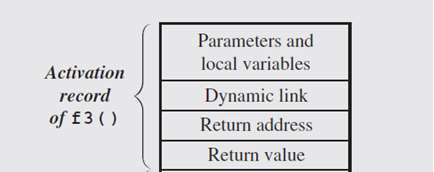 Activation
record
of f3()
Parameters and
local variables
Dynamic link
Return address
Return value